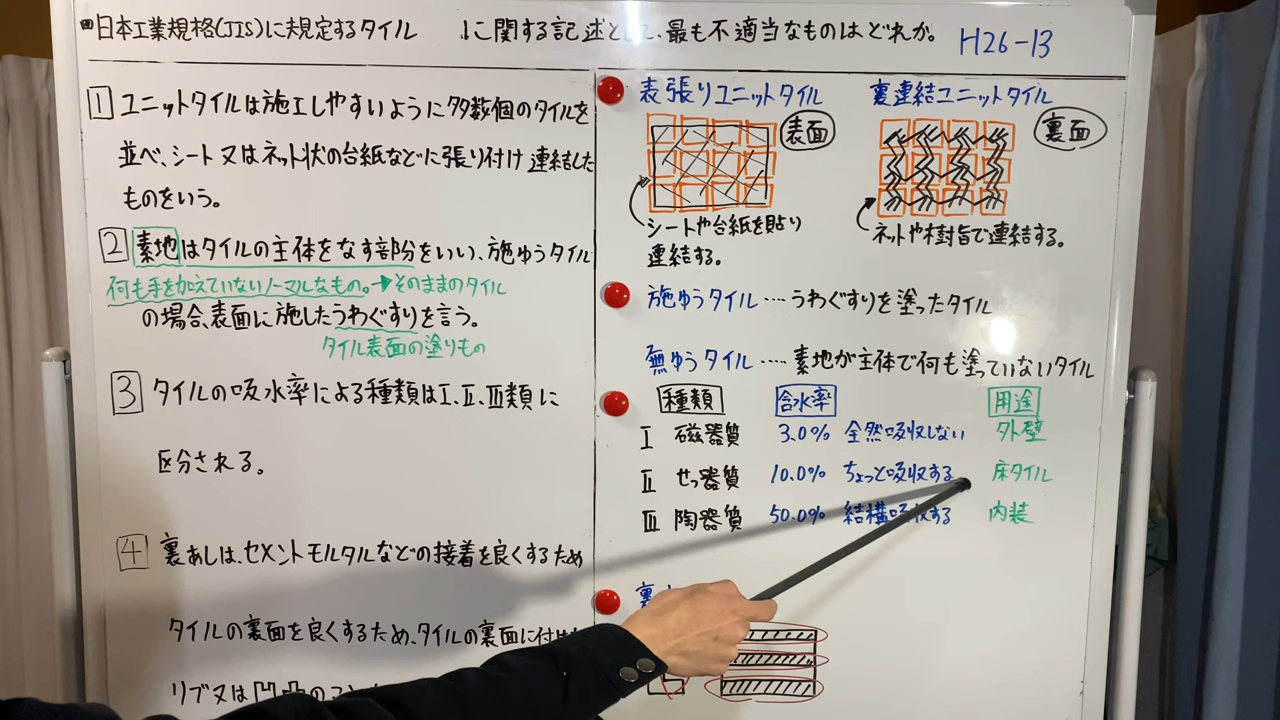 日本工業規格(JIS)に規定するタイル に関する記述として、最も不適当なものはどれか。 H26-13
1 ユニットタイルは施工しやすいように多数個のタイルを
並べ、シート又はネット状の台紙などに張り付け連結した
ものをいう。
2 素地はタイルの主体をなす部分をいい、施ゆうタイル
何も手を加えていないノーマルなもの。→そのままのタイル
の場合、表面に施したうわぐすりを言う。
タイル表面の塗りもの
3 タイルの吸水率による種類はⅠ、Ⅱ、Ⅲ類に
区分される。
4 裏あしは、セメントモルタルなどの接着を良くするため
タイルの裏面を良くするため、タイルの裏面に付け
リブ又は凹凸のこと
表張りユニットタイル
表面
シートや台紙を貼り
連結する。
裏連結ユニットタイル
裏面
ネットや樹脂で連結する。
施ゆうタイル....うわぐすりを塗ったタイル
無ゆうタイル.....素地が主体で何も塗っていないタイル
種類 含水率 用途
Ⅰ 磁器質 3.0% 全然吸収しない 外壁
Ⅱ せっ器質 10.0% ちょっと吸収する 床タイル
Ⅲ 陶器質 50.0% 結構吸収する 内装
裏